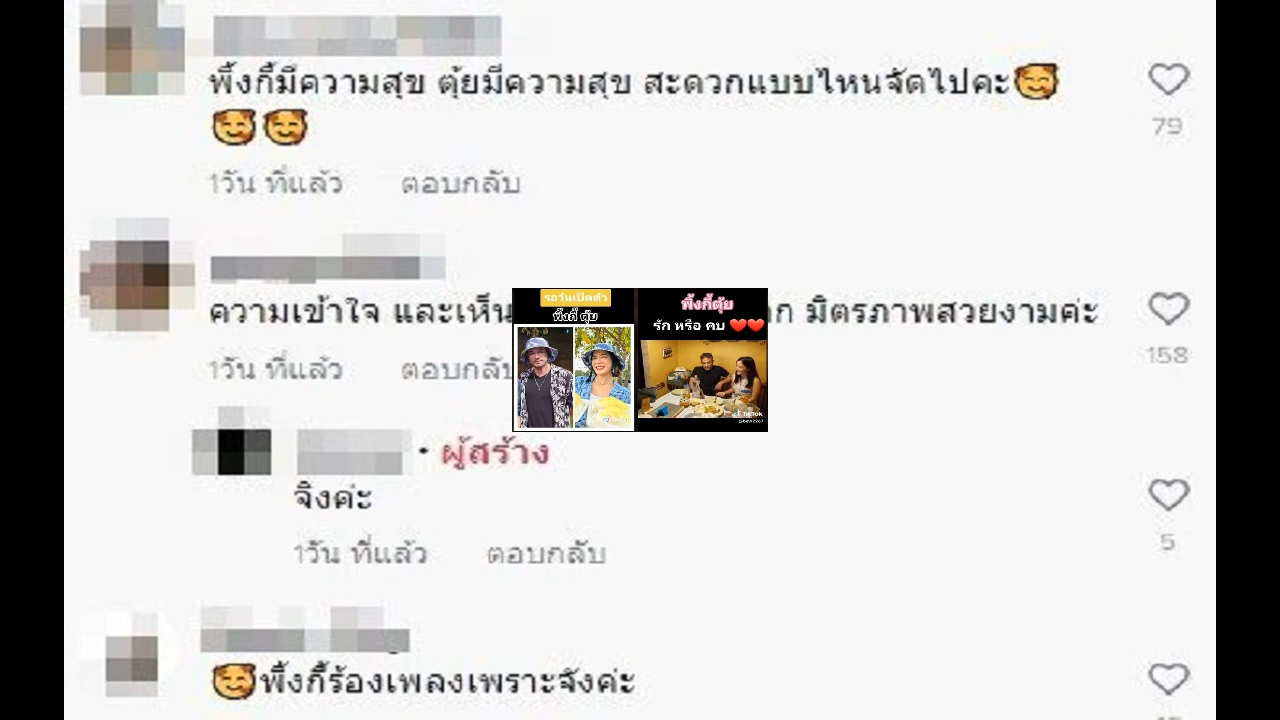 พิ้งกี้มีความสุข ตุ้ยมีความสุข สะดวกแบบไหนจัดไปคะ🥰
🥰🥰
79
1วัน ที่แล้ว ตอบกลับ
ความเข้าใจ และเห็น
มิตรภาพสวยงามค่ะ
158
1วัน ที่แล้ว ตอบกลับ
รอวันเปิดตัว
พิ้งกี้ ตุ้ย
พิ้งกี้ตุ้ย
รัก หรือ คบ ❤️❤️
TikTok
· ผู้สร้าง
จิงค่ะ
5
1วัน ที่แล้ว ตอบกลับ
🥰พิ้งกี้ร้องเพลงเพราะจังค่ะ